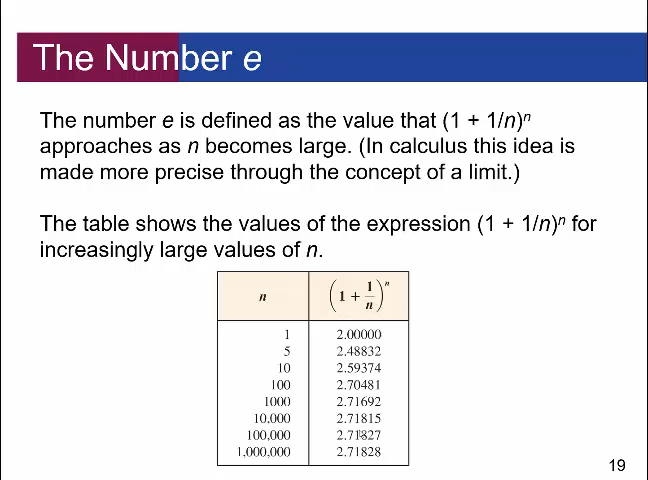 The Number e
The number e is defined as the value that (1 + 1/n)ⁿ
approaches as n becomes large. (In calculus this idea is
made more precise through the concept of a limit.)
The table shows the values of the expression (1 + 1/n)ⁿ for
increasingly large values of n.
n (1 + 1/n)ⁿ
1 2.00000
5 2.48832
10 2.59374
100 2.70481
1000 2.71692
10,000 2.71815
100,000 2.71827
1,000,000 2.71828
19